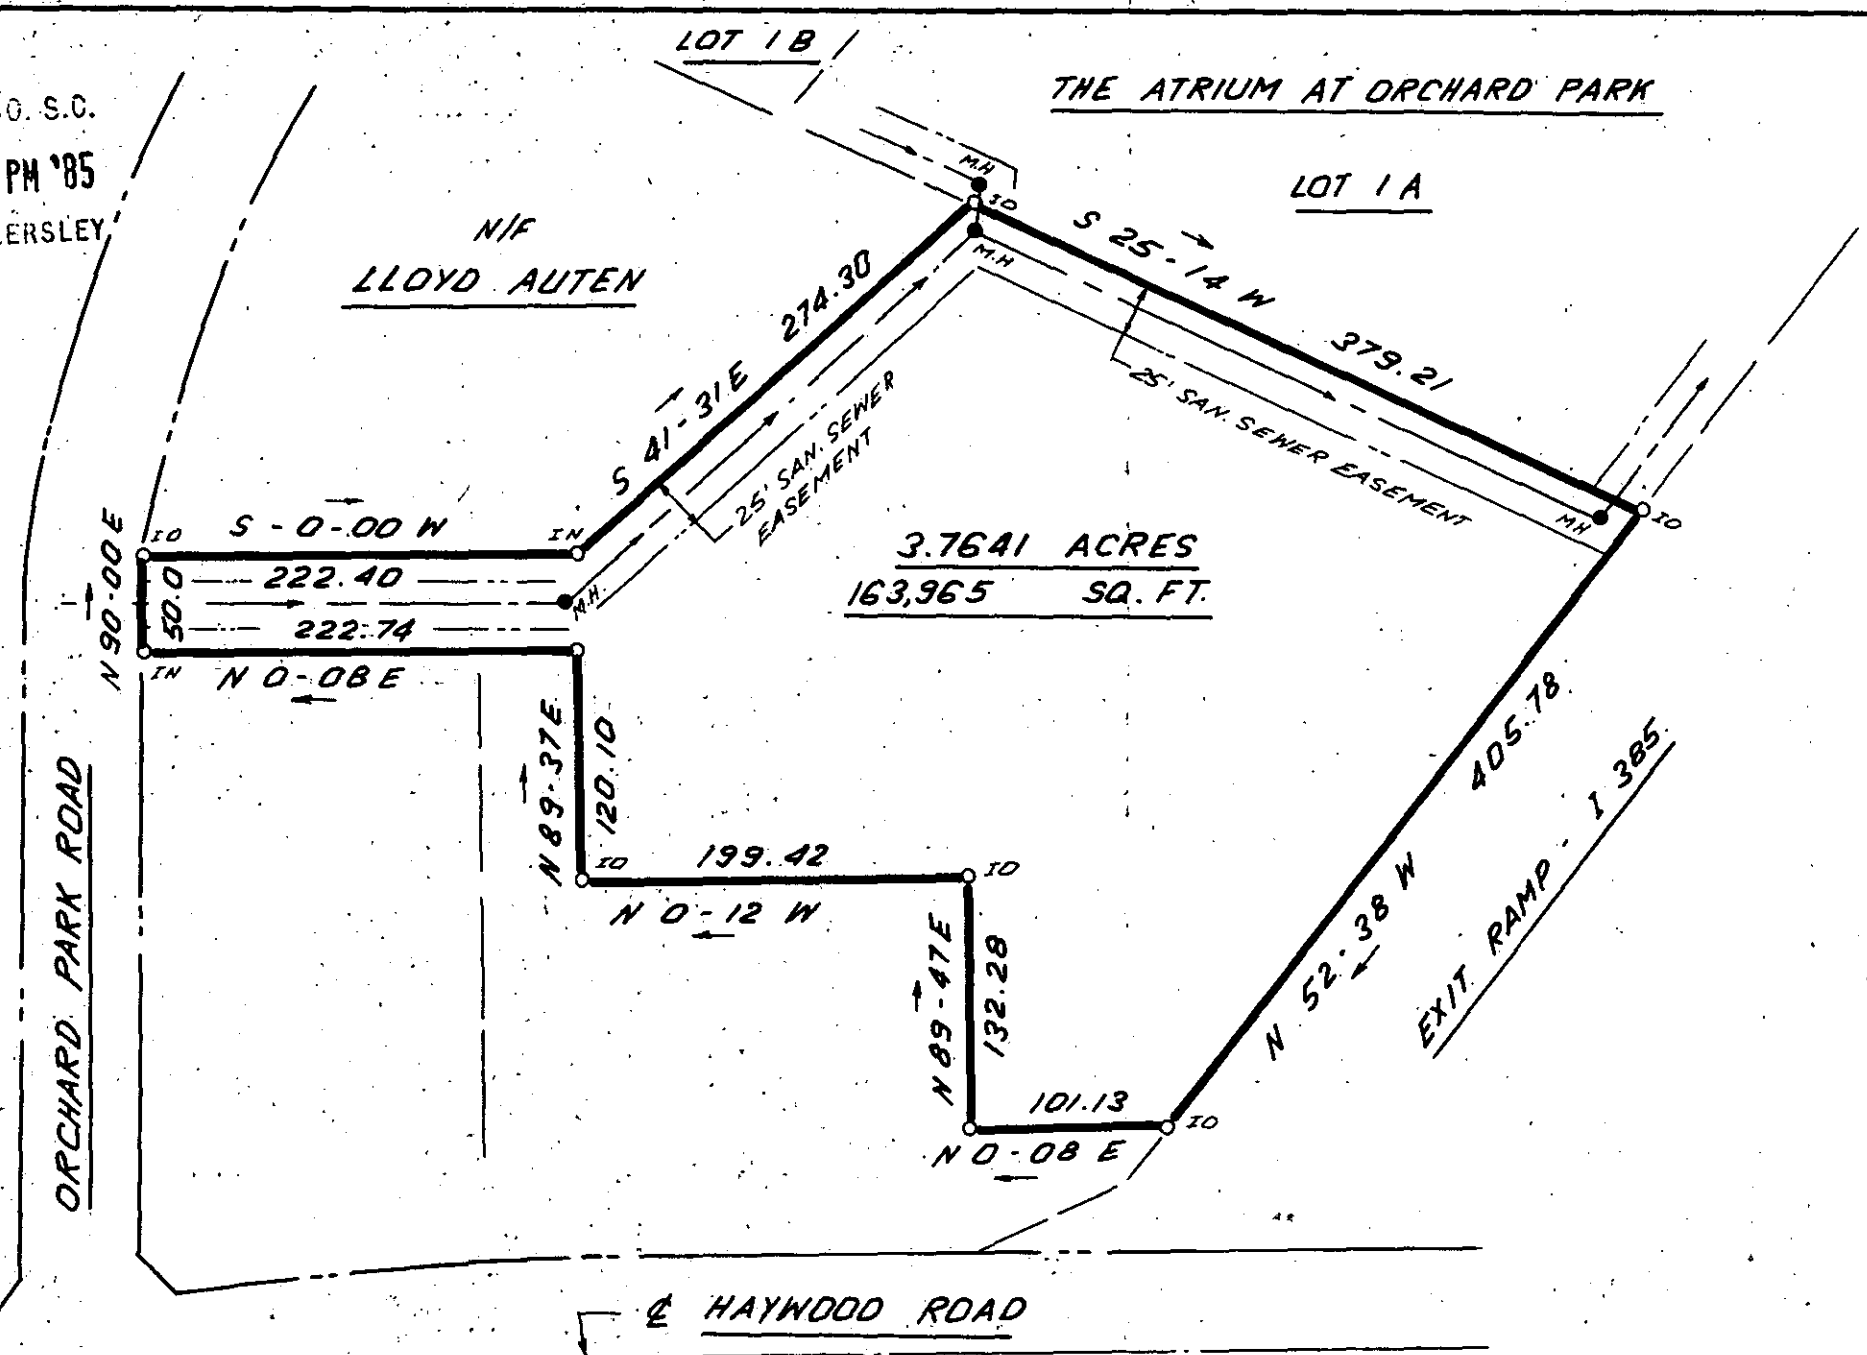 LOT 1 B
THE ATRIUM AT ORCHARD PARK
O. S.C.
PM '85
ERSLEY
LOT 1 A
N/F
LLOYD AUTEN
M.H
IO
M.H
S 25-14 W 379.21
S 41-31 E 274.30
25' SAN. SEWER
EASEMENT
25' SAN. SEWER EASEMENT
MH
IO
N 90-00 E
50.0
IO
S - 0-00 W
IN
222.40
M.H.
222.74
IN
N 0-08 E
3.7641 ACRES
163,965 SQ. FT.
N 89-37 E
120.10
IO
199.42
IO
N 0-12 W
N 89-47 E
132.28
101.13
IO
N 0-08 E
405.78
N 52-38 W
EXIT RAMP - I 385
ORCHARD PARK ROAD
℄ HAYWOOD ROAD